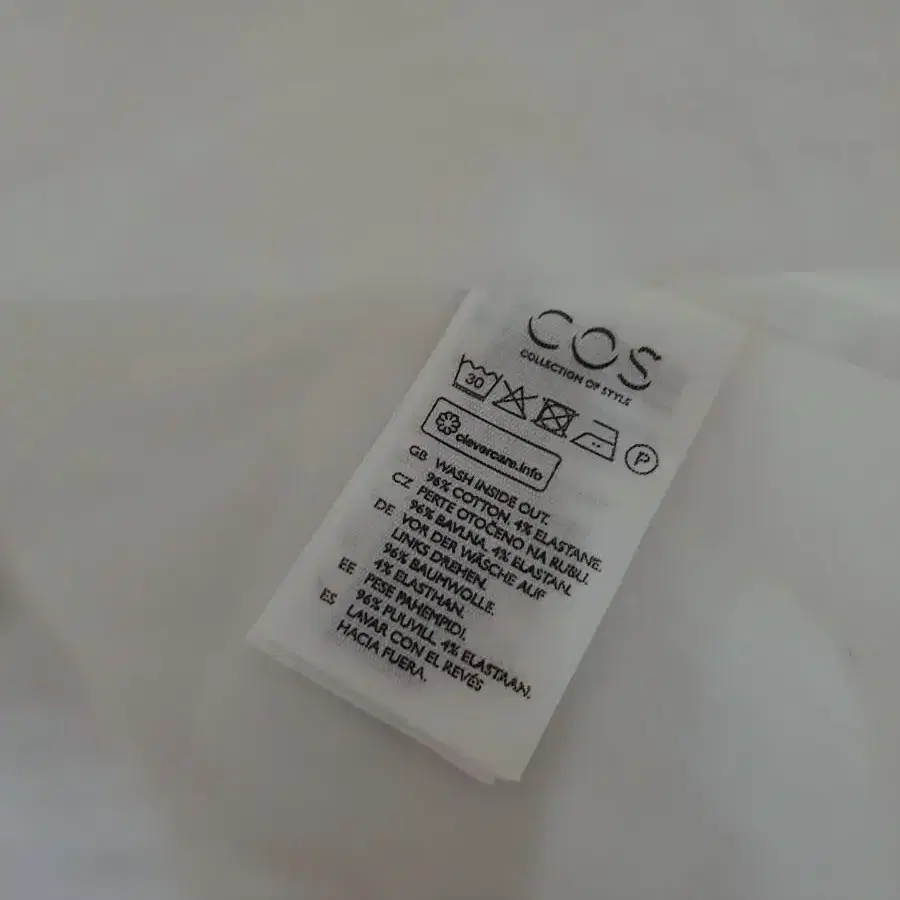 COS
COLLECTION OF STYLE
30
P
clevercare.info
GB WASH INSIDE OUT.
96% COTTON, 4% ELASTANE.
CZ PERTE OTOČENO NA RUBU.
96% BAVLNA, 4% ELASTAN.
DE VOR DER WÄSCHE AUF
LINKS DREHEN.
96% BAUMWOLLE,
4% ELASTHAN.
EE PESE PAHEMPIDI.
96% PUUVILL, 4% ELASTAAN.
ES LAVAR CON EL REVÉS
HACIA FUERA.